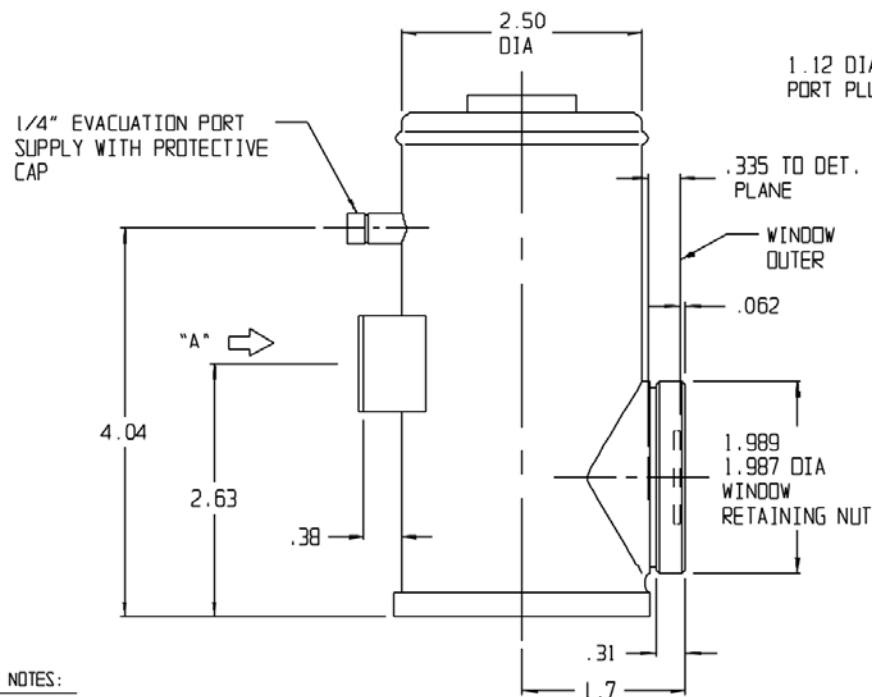 2.50
DIA
1.12 DIA
PORT
1/4" EVACUATION PORT
SUPPLY WITH PROTECTIVE
CAP
.335 TO DET.
PLANE
WINDOW
OUTER
.062
"A"
4.04
2.63
.38
1.989
1.987 DIA
WINDOW
RETAINING NUT
.31
1.7
NOTES: